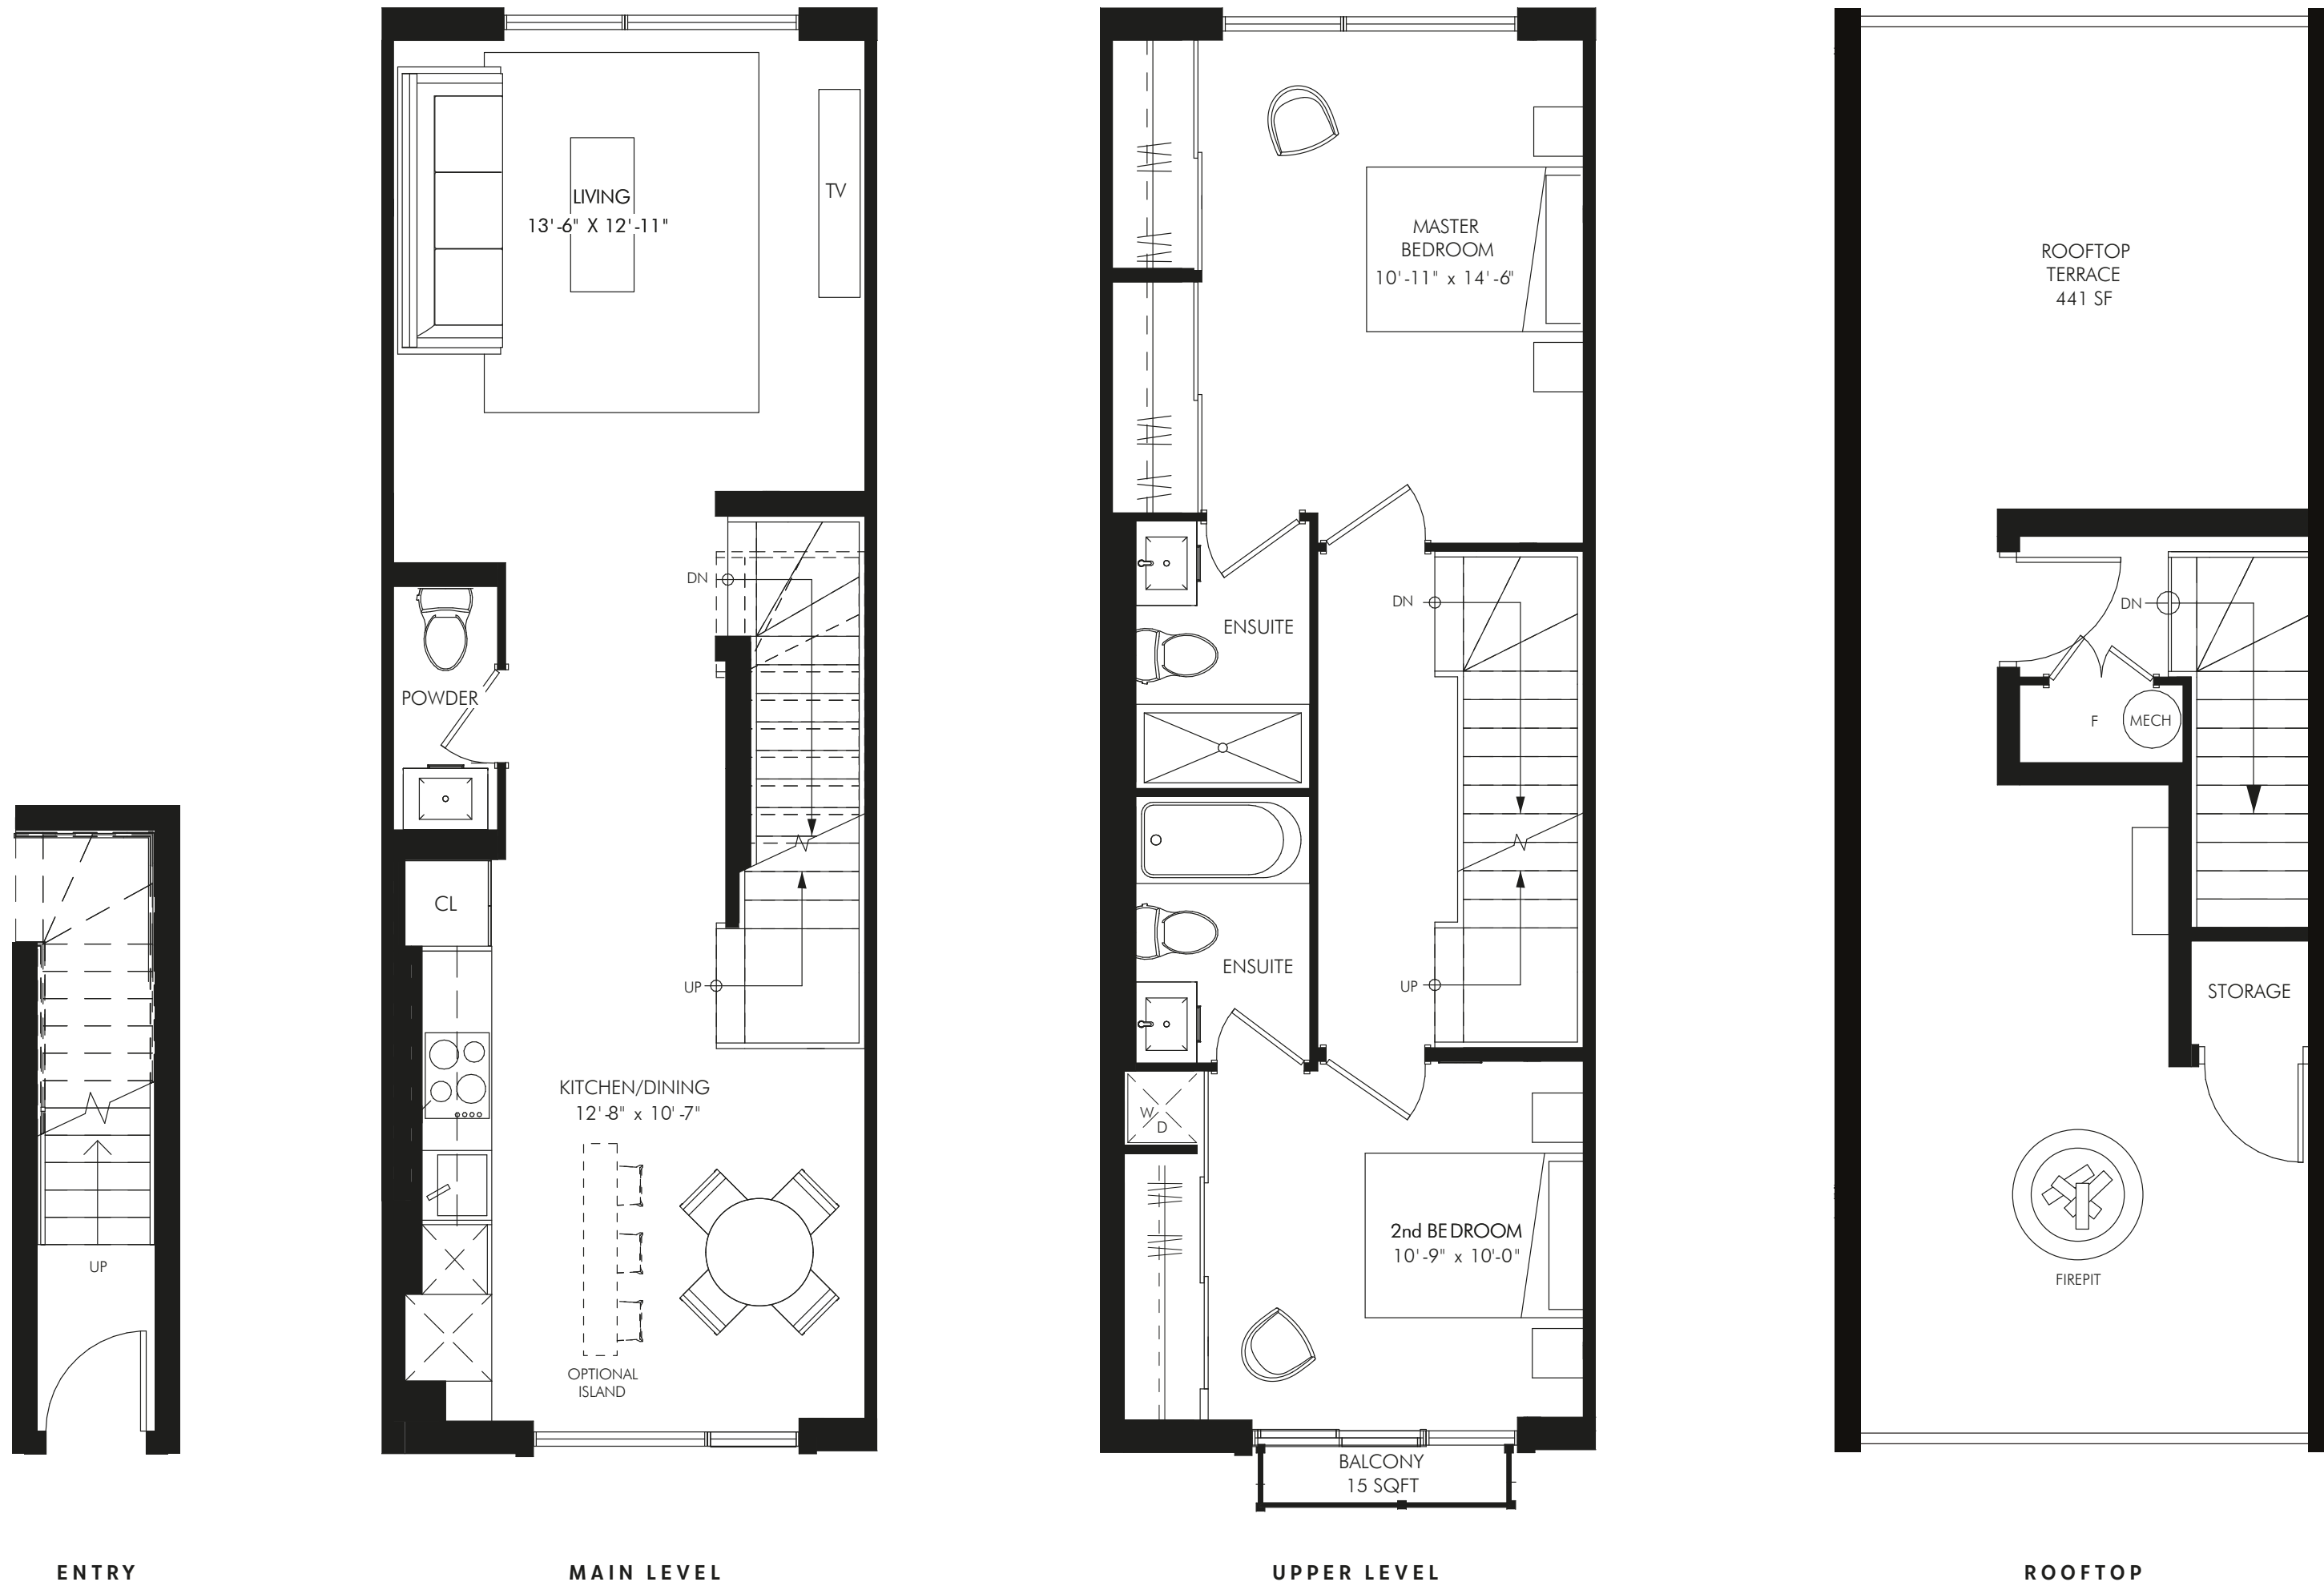 LIVING
13'-6" X 12'-11"
TV
DN
POWDER
CL
UP
KITCHEN/DINING
12'-8" x 10'-7"
OPTIONAL
ISLAND
UP
MASTER
BEDROOM
10'-11" x 14'-6"
DN
ENSUITE
ENSUITE
UP
W
D
2nd BEDROOM
10'-9" x 10'-0"
BALCONY
15 SQFT
ROOFTOP
TERRACE
441 SF
DN
F
MECH
STORAGE
FIREPIT
ENTRY
MAIN LEVEL
UPPER LEVEL
ROOFTOP